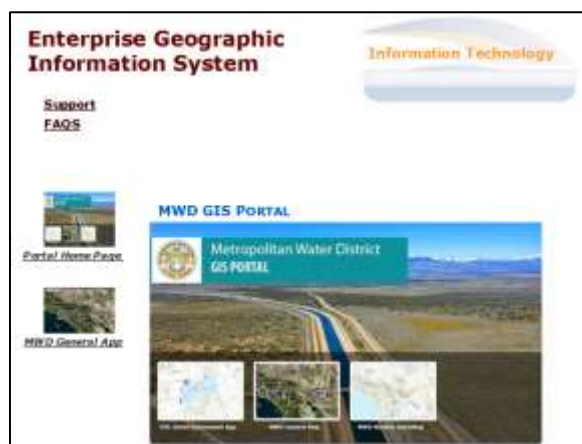 Enterprise Geographic
Information System
Information Technology
Support
FAQS
MWD GIS PORTAL
Metropolitan Water District
GIS PORTAL
Portal Home Page
MWD General App